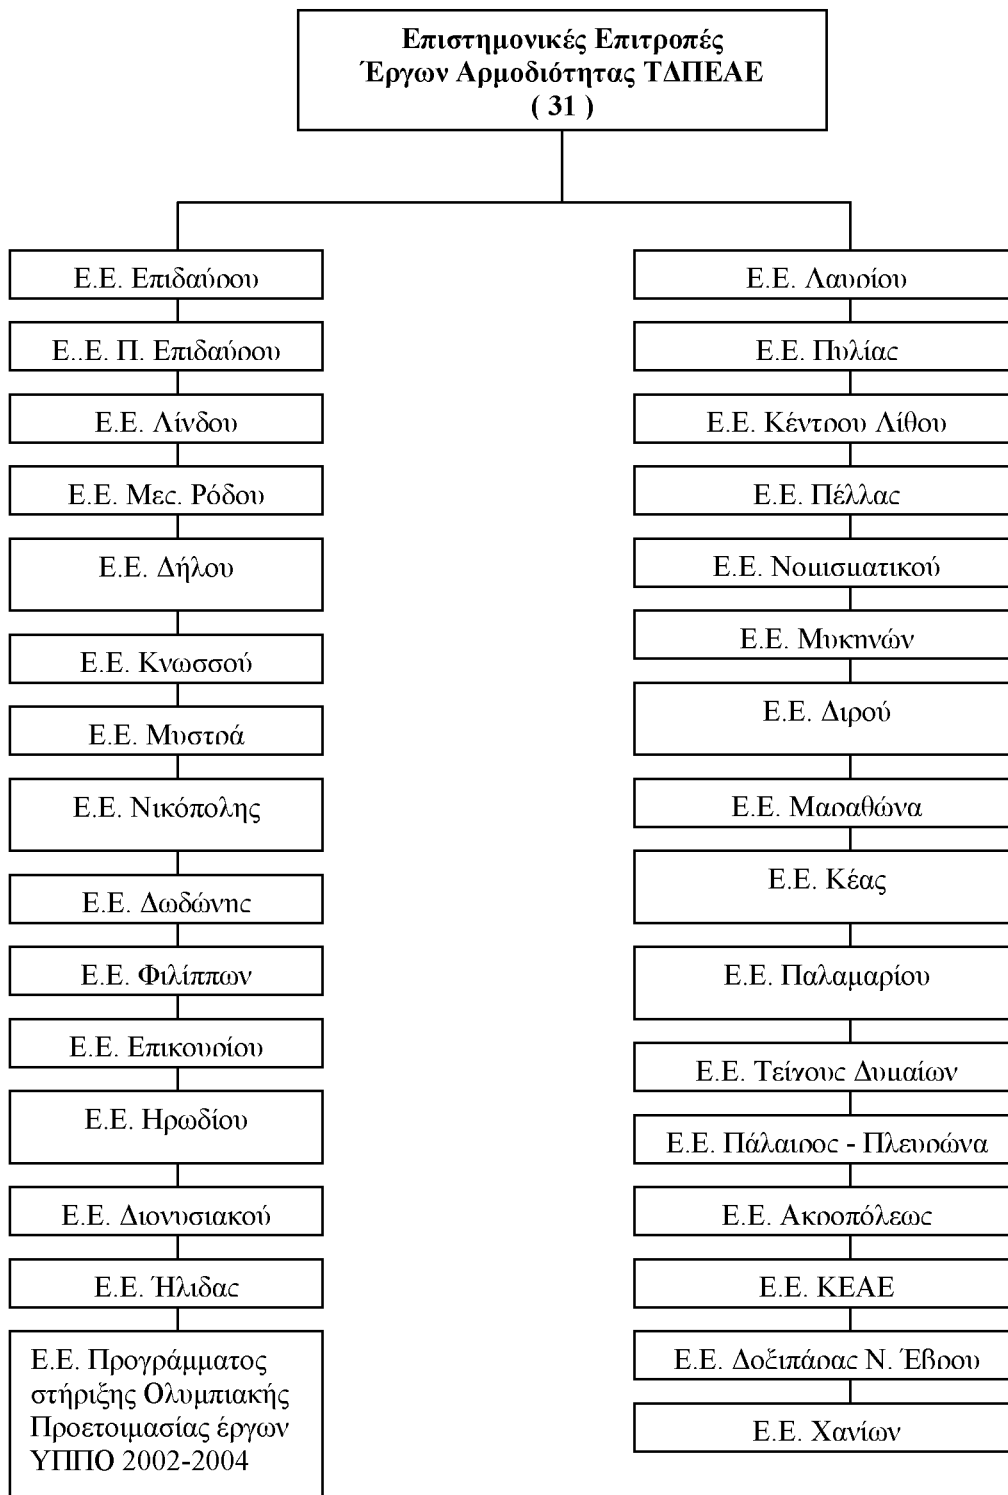 Επιστημονικές Επιτροπές
Έργων Αρμοδιότητας ΤΔΠΕΑΕ
( 31 )
Ε.Ε. Επιδαύρου
Ε..Ε. Π. Επιδαύρου
Ε.Ε. Λίνδου
Ε.Ε. Μες. Ρόδου
Ε.Ε. Δήλου
Ε.Ε. Κνωσσού
Ε.Ε. Μυστρά
Ε.Ε. Νικόπολης
Ε.Ε. Δωδώνης
Ε.Ε. Φιλίππων
Ε.Ε. Επικουρίου
Ε.Ε. Ηρωδίου
Ε.Ε. Διονυσιακού
Ε.Ε. Ήλιδας
Ε.Ε. Προγράμματος
στήριξης Ολυμπιακής
Προετοιμασίας έργων
ΥΠΠΟ 2002-2004
Ε.Ε. Λαυρίου
Ε.Ε. Πυλίας
Ε.Ε. Κέντρου Λίθου
Ε.Ε. Πέλλας
Ε.Ε. Νομισματικού
Ε.Ε. Μυκηνών
Ε.Ε. Διρού
Ε.Ε. Μαραθώνα
Ε.Ε. Κέας
Ε.Ε. Παλαμαρίου
Ε.Ε. Τείχους Δυμαίων
Ε.Ε. Πάλαιρος - Πλευρώνα
Ε.Ε. Ακροπόλεως
Ε.Ε. ΚΕΑΕ
Ε.Ε. Δοξιπάρας Ν. Έβρου
Ε.Ε. Χανίων